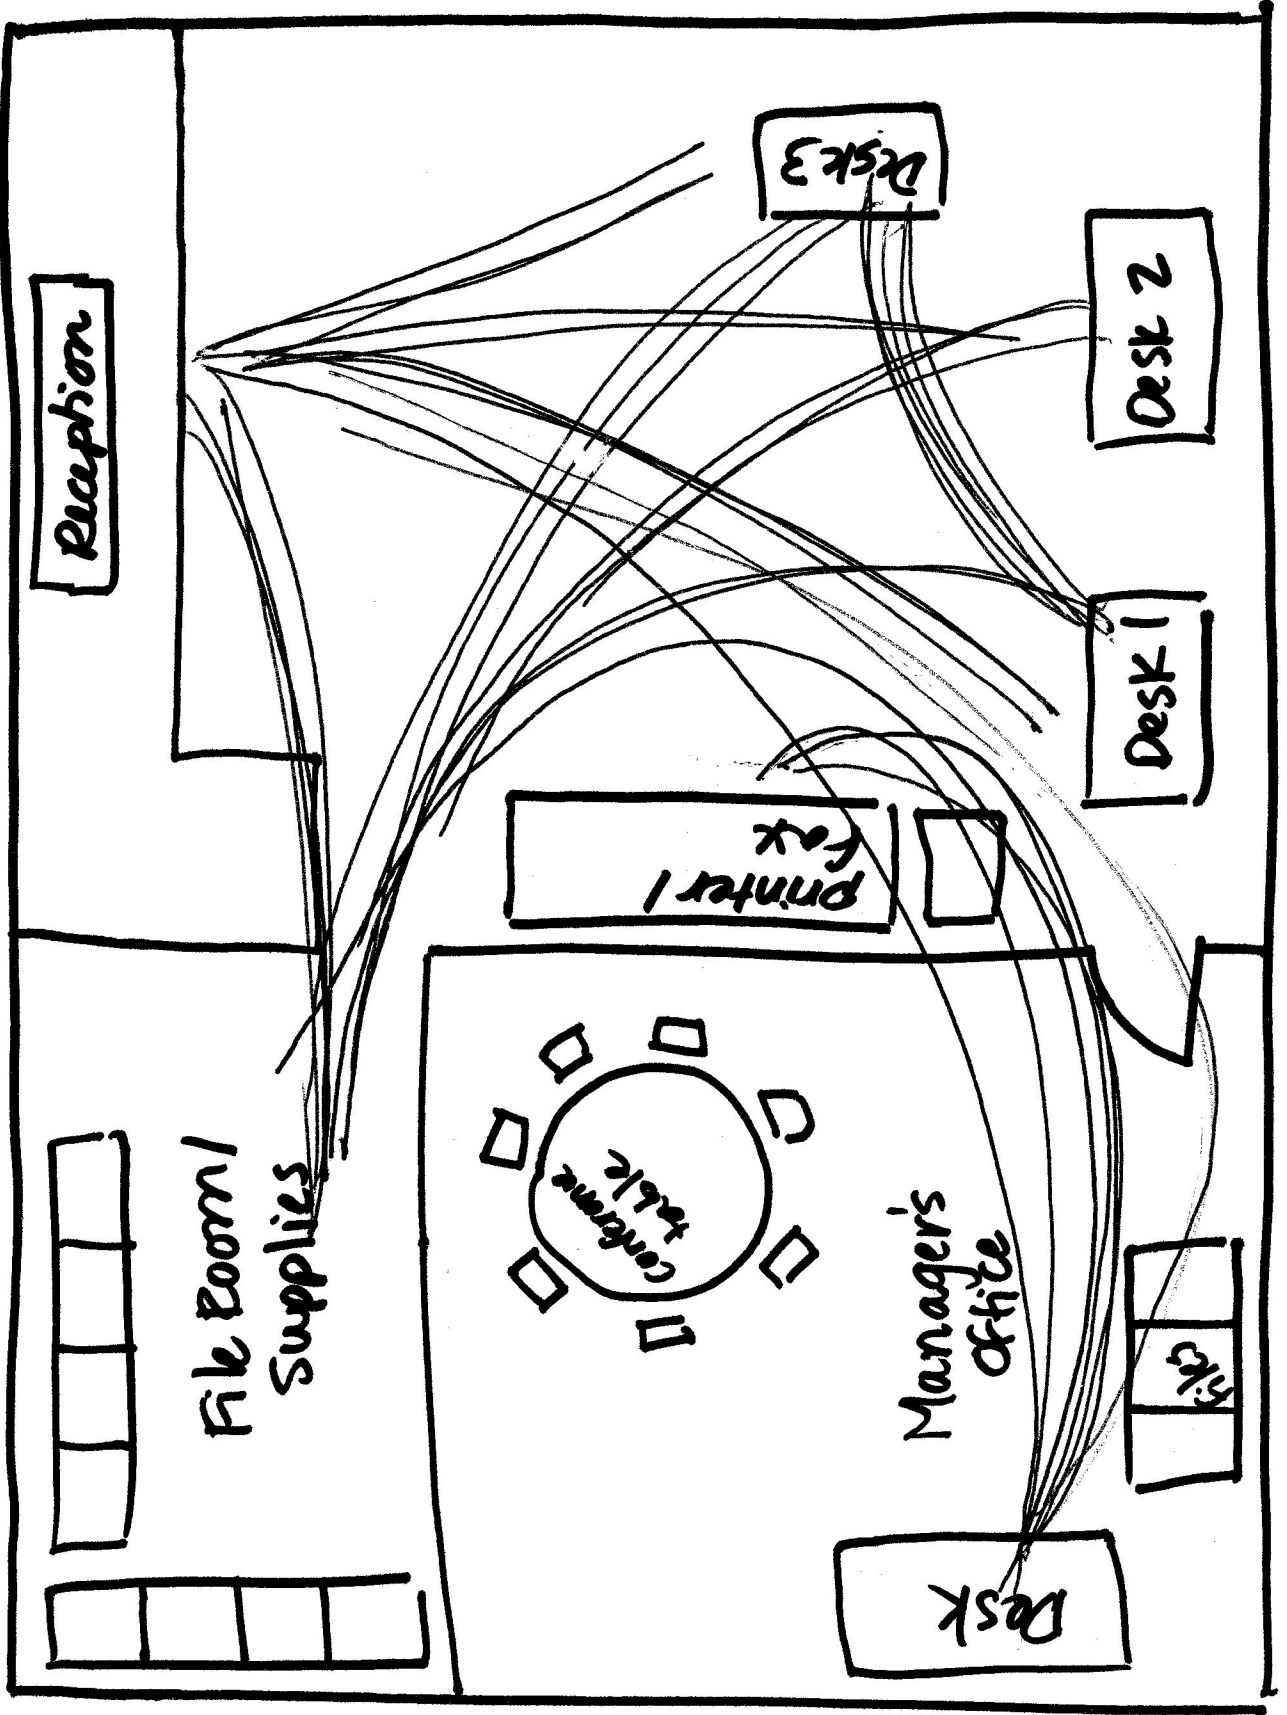 Reception
Desk 3
Desk 2
Desk 1
printer /
Fax
File Room /
Supplies
conference
table
Manager's
Office
files
Desk